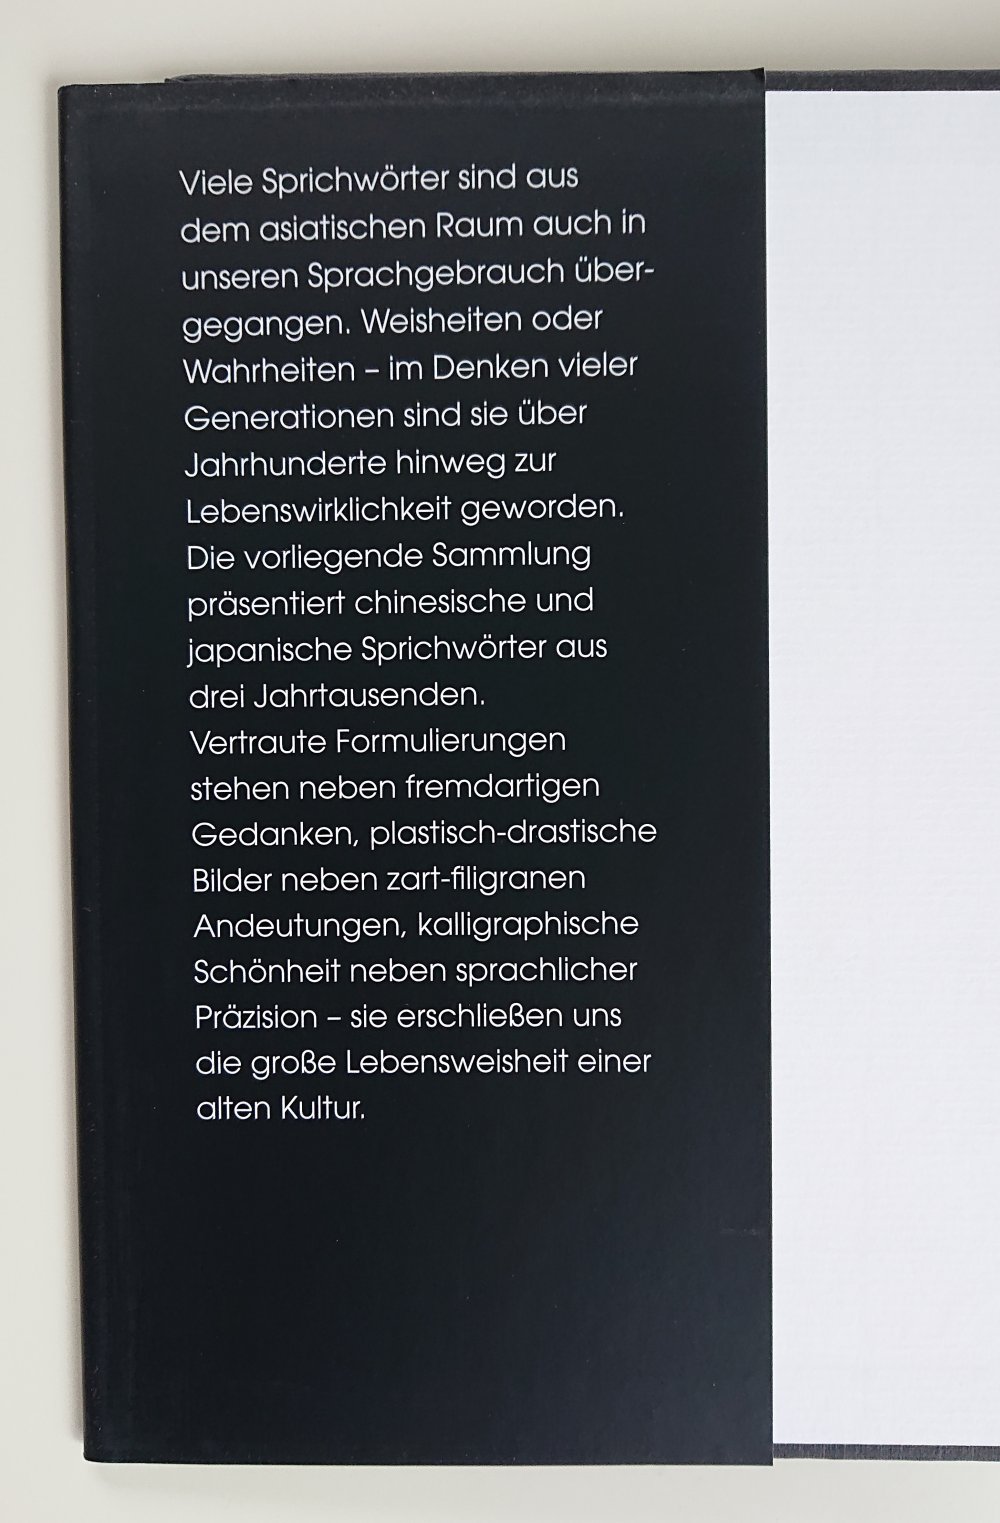 Viele Sprichwörter sind aus
dem asiatischen Raum auch in
unseren Sprachgebrauch über-
gegangen. Weisheiten oder
Wahrheiten – im Denken vieler
Generationen sind sie über
Jahrhunderte hinweg zur
Lebenswirklichkeit geworden.
Die vorliegende Sammlung
präsentiert chinesische und
japanische Sprichwörter aus
drei Jahrtausenden.
Vertraute Formulierungen
stehen neben fremdartigen
Gedanken, plastisch-drastische
Bilder neben zart-filigranen
Andeutungen, kalligraphische
Schönheit neben sprachlicher
Präzision – sie erschließen uns
die große Lebensweisheit einer
alten Kultur.